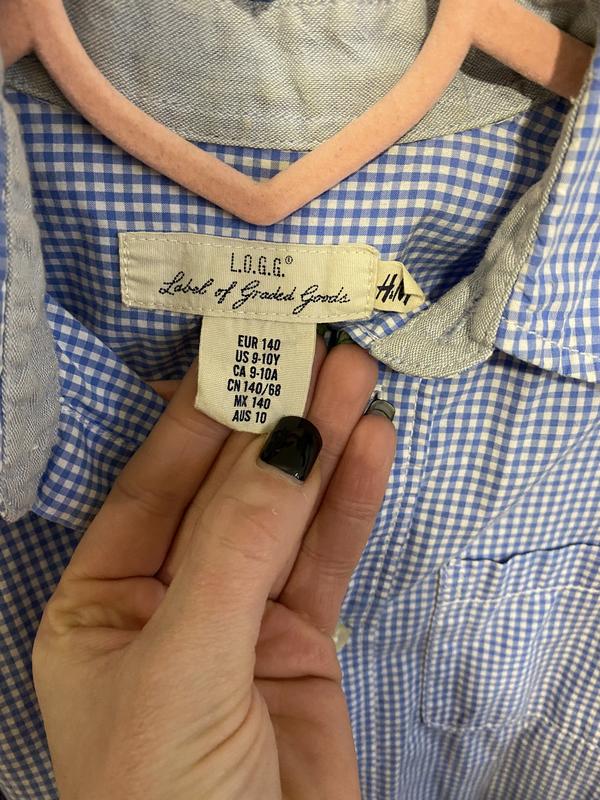 L.O.G.G.®
Label of Graded Goods
H&M
EUR 140
US 9-10Y
CA 9-10A
CN 140/68
MX 140
AUS 10